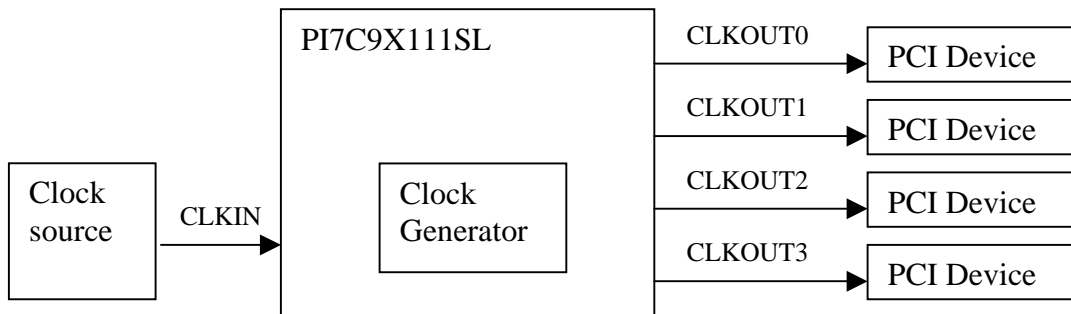 PI7C9X111SL
CLKOUT0
PCI Device
CLKOUT1
PCI Device
Clock
source
CLKIN
Clock
Generator
CLKOUT2
PCI Device
CLKOUT3
PCI Device